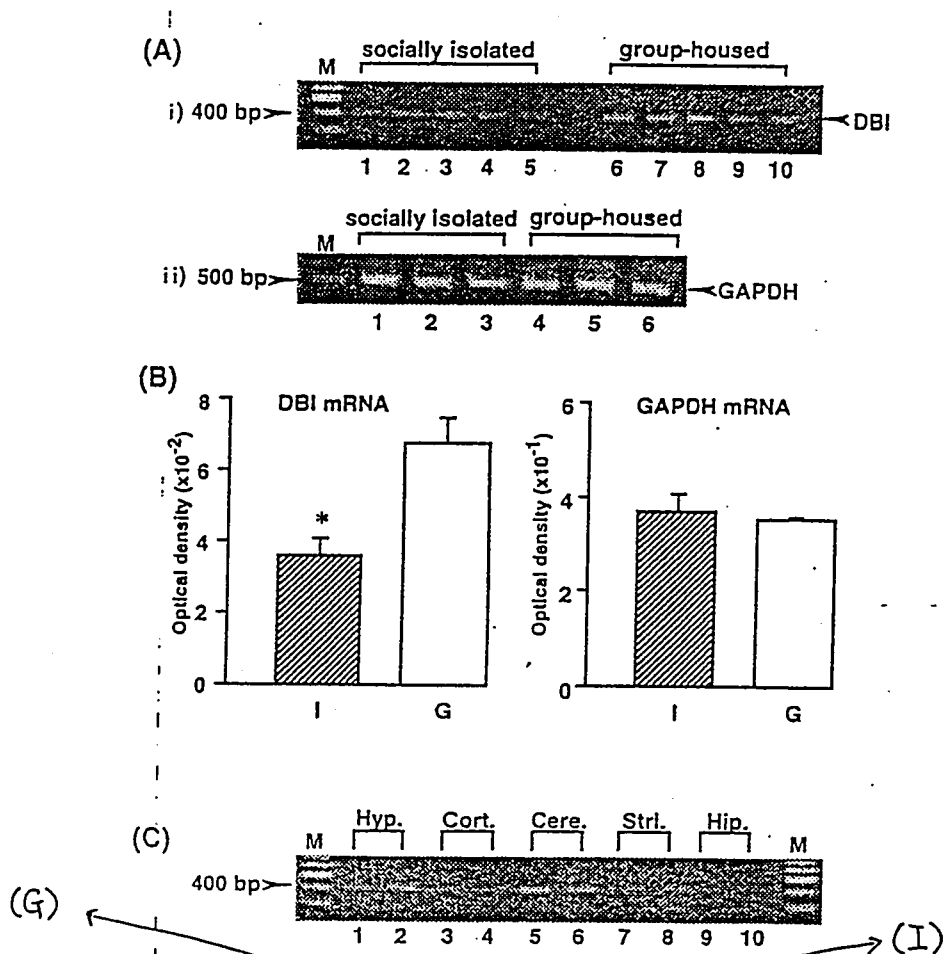 (A)
socially isolated group-housed
M
i) 400 bp DBI
1 2 3 4 5 6 7 8 9 10
socially isolated group-housed
M
ii) 500 bp GAPDH
1 2 3 4 5 6
(B)
DBI mRNA
Optical density (x10⁻²)
8
6
4
2
0
*
I G
GAPDH mRNA
Optical density (x10⁻¹)
6
4
2
0
I G
(C)
Hyp. Cort. Cere. Stri. Hip.
M M
400 bp
1 2 3 4 5 6 7 8 9 10
(G) (I)